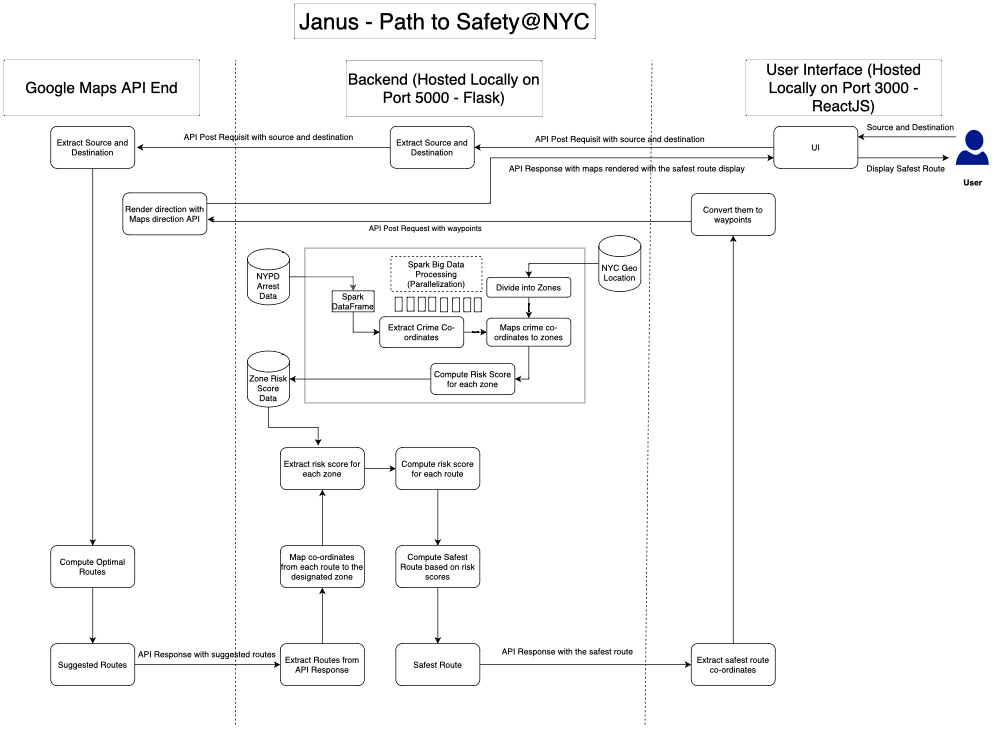 Janus - Path to Safety@NYC
Google Maps API End
Backend (Hosted Locally on
Port 5000 - Flask)
User Interface (Hosted
Locally on Port 3000 -
ReactJS)
Extract Source and
Destination
API Post Requisit with source and destination
Extract Source and
Destination
API Post Requisit with source and destination
UI
Source and Destination
Display Safest Route
User
API Response with maps rendered with the safest route display
Render direction with
Maps direction API
API Post Request with waypoints
Convert them to
waypoints
NYPD
Arrest
Data
Spark Big Data
Processing
(Parallelization)
NYC Geo
Location
Spark
DataFrame
Divide into Zones
Extract Crime Co-
ordinates
Maps crime co-
ordinates to zones
Zone Risk
Score
Data
Compute Risk Score
for each zone
Extract risk score for
each zone
Compute risk score
for each route
Compute Optimal
Routes
Map co-ordinates
from each route to the
designated zone
Compute Safest
Route based on risk
scores
Suggested Routes
API Response with suggested routes
Extract Routes from
API Response
Safest Route
API Response with the safest route
Extract safest route
co-ordinates